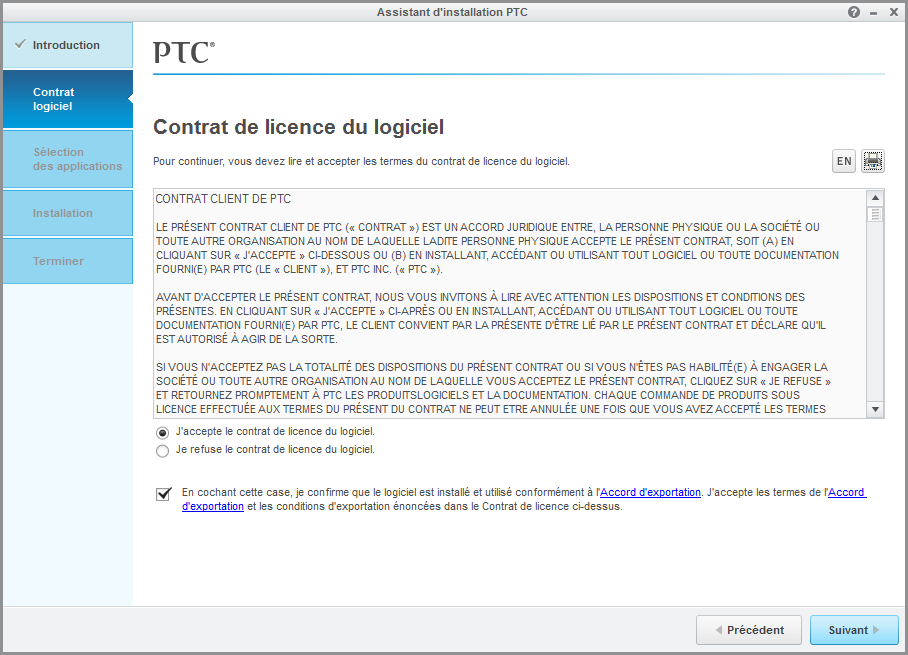 Assistant d'installation PTC
Introduction
Contrat
logiciel
Sélection
des applications
Installation
Terminer
PTC®
Contrat de licence du logiciel
Pour continuer, vous devez lire et accepter les termes du contrat de licence du logiciel.
EN
CONTRAT CLIENT DE PTC
LE PRÉSENT CONTRAT CLIENT DE PTC (« CONTRAT ») EST UN ACCORD JURIDIQUE ENTRE, LA PERSONNE PHYSIQUE OU LA SOCIÉTÉ OU
TOUTE AUTRE ORGANISATION AU NOM DE LAQUELLE LADITE PERSONNE PHYSIQUE ACCEPTE LE PRÉSENT CONTRAT, SOIT (A) EN
CLIQUANT SUR « J'ACCEPTE » CI-DESSOUS OU (B) EN INSTALLANT, ACCÉDANT OU UTILISANT TOUT LOGICIEL OU TOUTE DOCUMENTATION
FOURNI(E) PAR PTC (LE « CLIENT »), ET PTC INC. (« PTC »).
AVANT D'ACCEPTER LE PRÉSENT CONTRAT, NOUS VOUS INVITONS À LIRE AVEC ATTENTION LES DISPOSITIONS ET CONDITIONS DES
PRÉSENTES. EN CLIQUANT SUR « J'ACCEPTE » CI-APRÈS OU EN INSTALLANT, ACCÉDANT OU UTILISANT TOUT LOGICIEL OU TOUTE
DOCUMENTATION FOURNI(E) PAR PTC, LE CLIENT CONVIENT PAR LA PRÉSENTE D'ÊTRE LIÉ PAR LE PRÉSENT CONTRAT ET DÉCLARE QU'IL
EST AUTORISÉ À AGIR DE LA SORTE.
SI VOUS N'ACCEPTEZ PAS LA TOTALITÉ DES DISPOSITIONS DU PRÉSENT CONTRAT OU SI VOUS N'ÊTES PAS HABILITÉ(E) À ENGAGER LA
SOCIÉTÉ OU TOUTE AUTRE ORGANISATION AU NOM DE LAQUELLE VOUS ACCEPTEZ LE PRÉSENT CONTRAT, CLIQUEZ SUR « JE REFUSE »
ET RETOURNEZ PROMPTEMENT À PTC LES PRODUITSLOGICIELS ET LA DOCUMENTATION. CHAQUE COMMANDE DE PRODUITS SOUS
LICENCE EFFECTUÉE AUX TERMES DU PRÉSENT DU CONTRAT NE PEUT ETRE ANNULÉE UNE FOIS QUE VOUS AVEZ ACCEPTÉ LES TERMES
J'accepte le contrat de licence du logiciel.
Je refuse le contrat de licence du logiciel.
En cochant cette case, je confirme que le logiciel est installé et utilisé conformément à l'Accord d'exportation. J'accepte les termes de l'Accord
d'exportation et les conditions d'exportation énoncées dans le Contrat de licence ci-dessus.
Précédent
Suivant